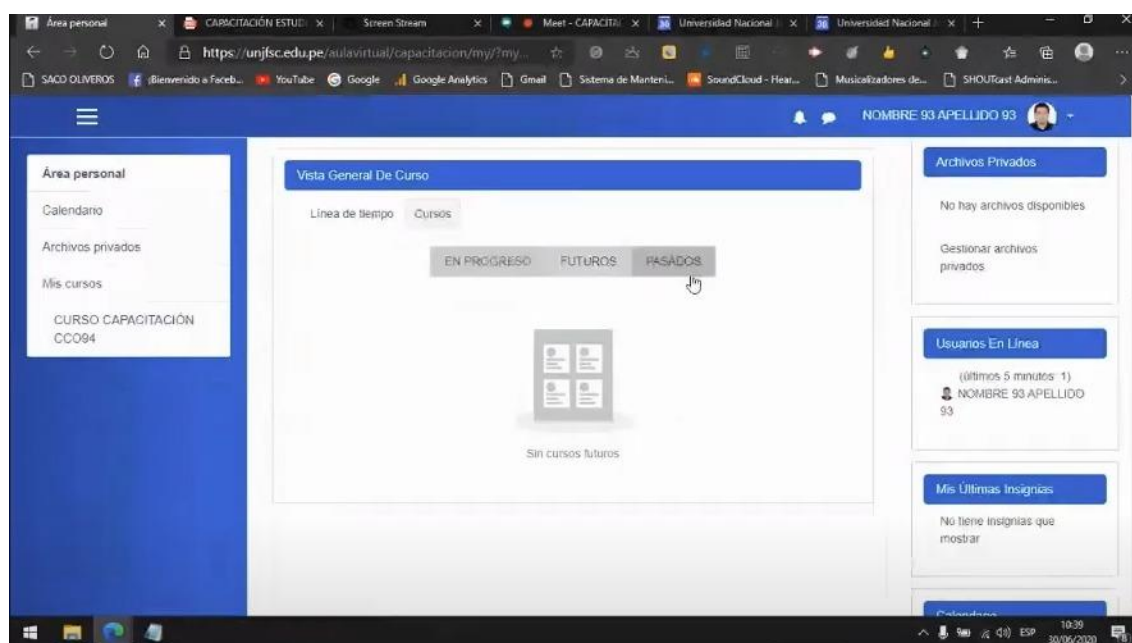 Área personal
CAPACITACIÓN ESTUDI
Screen Stream
Meet - CAPACITA
Universidad Nacional
Universidad Nacional
https://unjfsc.edu.pe/aulavirtual/capacitacion/my/?my...
SACO OLIVEROS
¡Bienvenido a Faceb...
YouTube
Google
Google Analytics
Gmail
Sistema de Manteni...
SoundCloud - Hear...
Musicalizadores de...
SHOUTcast Adminis...
NOMBRE 93 APELLIDO 93
Área personal
Calendario
Archivos privados
Mis cursos
CURSO CAPACITACIÓN
CCO94
Vista General De Curso
Línea de tiempo
Cursos
EN PROGRESO
FUTUROS
PASADOS
Sin cursos futuros
Archivos Privados
No hay archivos disponibles
Gestionar archivos
privados
Usuarios En Línea
(últimos 5 minutos: 1)
NOMBRE 93 APELLIDO
93
Mis Últimas Insignias
No tiene insignias que
mostrar
Calendario
ESP
10:39
30/06/2020